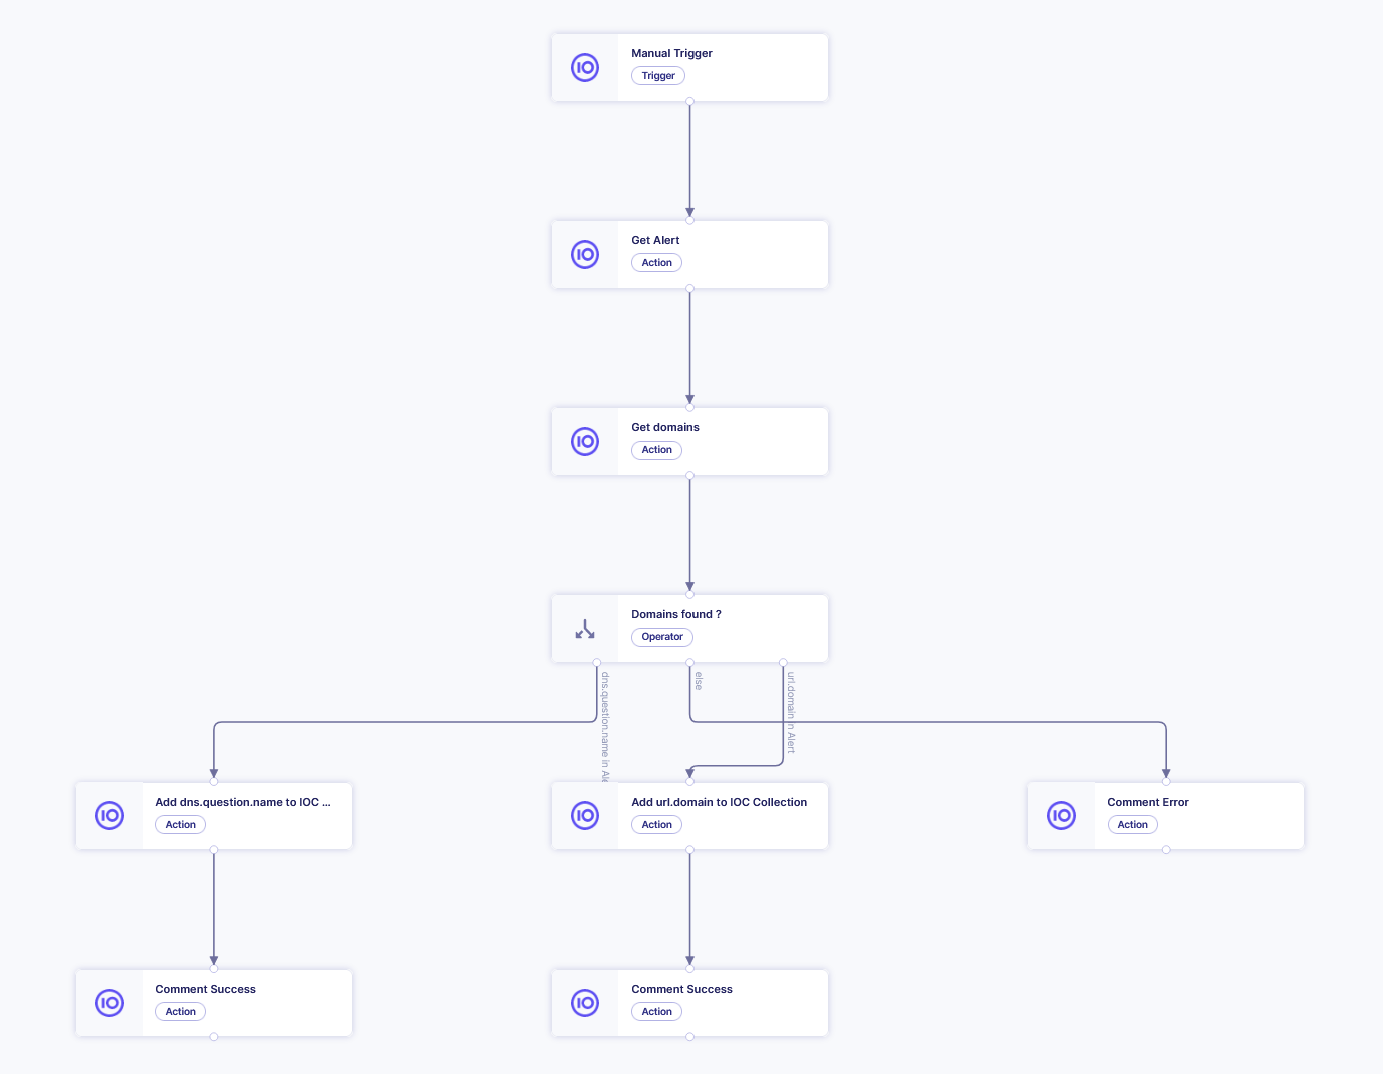 Manual Trigger
Trigger
Get Alert
Action
Get domains
Action
Domains found ?
Operator
dns.question.name in
else
url.domain in Alert
Add dns.question.name to IOC ...
Action
Add url.domain to IOC Collection
Action
Comment Error
Action
Comment Success
Action
Comment Success
Action